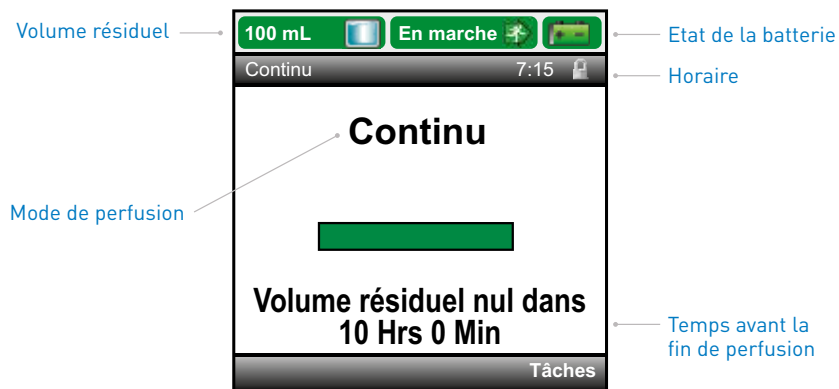 Volume résiduel
100 mL
En marche
Etat de la batterie
Continu
7:15
Horaire
Continu
Mode de perfusion
Volume résiduel nul dans
10 Hrs 0 Min
Temps avant la
fin de perfusion
Tâches